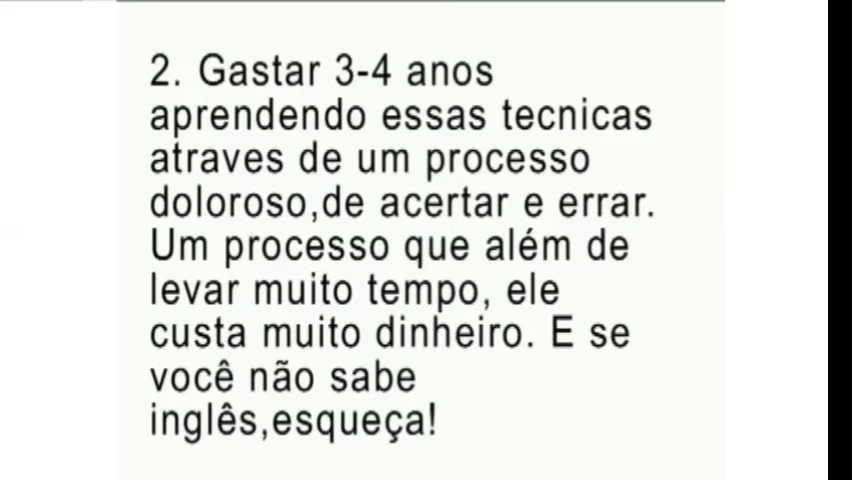 2. Gastar 3-4 anos
aprendendo essas tecnicas
atraves de um processo
doloroso,de acertar e errar.
Um processo que além de
levar muito tempo, ele
custa muito dinheiro. E se
você não sabe
inglês,esqueça!